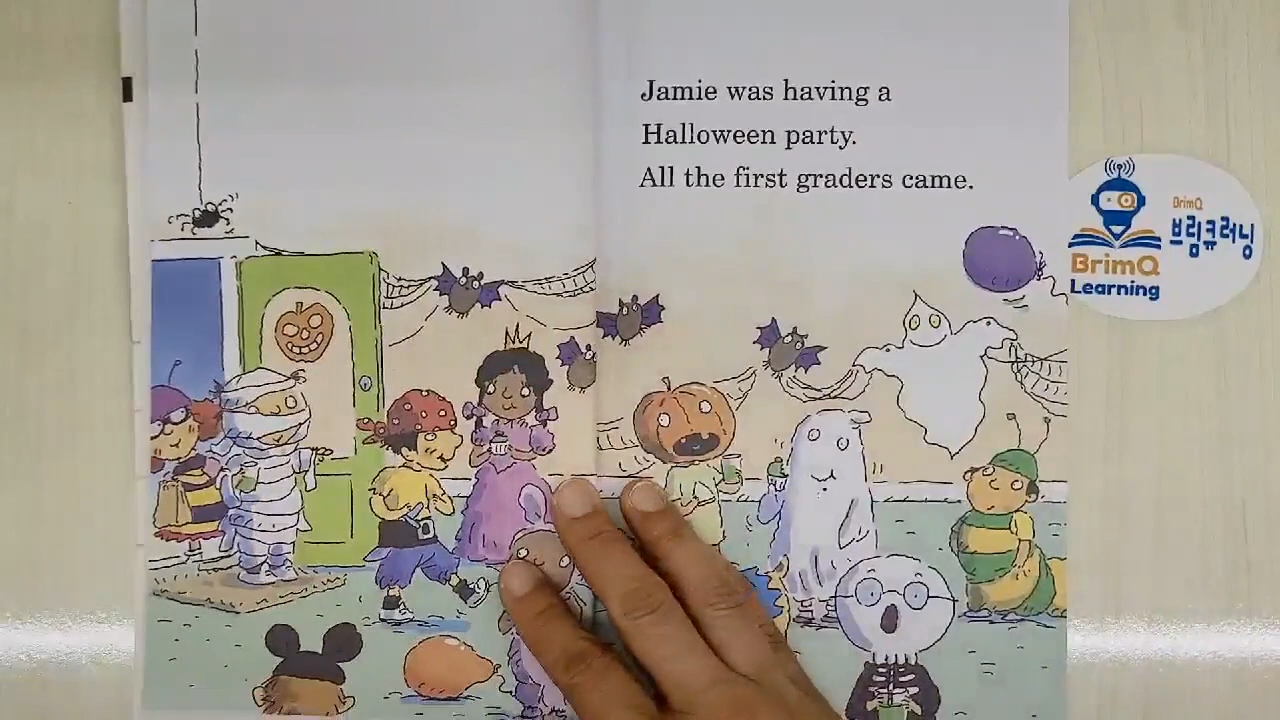 Jamie was having a
Halloween party.
All the first graders came.
BrimQ
브림큐러닝
BrimQ
Learning